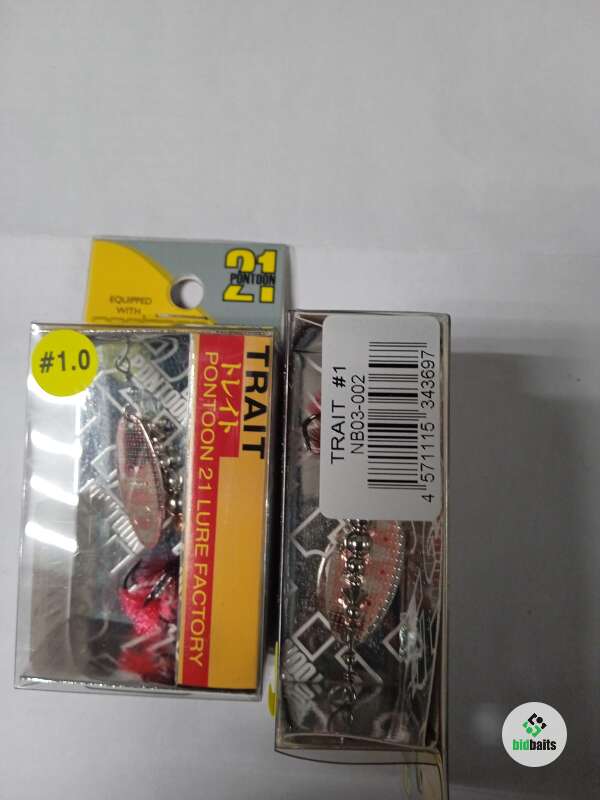 21
PONTOON
EQUIPPED
WITH
#1.0
TRAIT
トレイト
PONTOON 21 LURE FACTORY
TRAIT #1
NB03-002
4 571115 343697
bidbaits